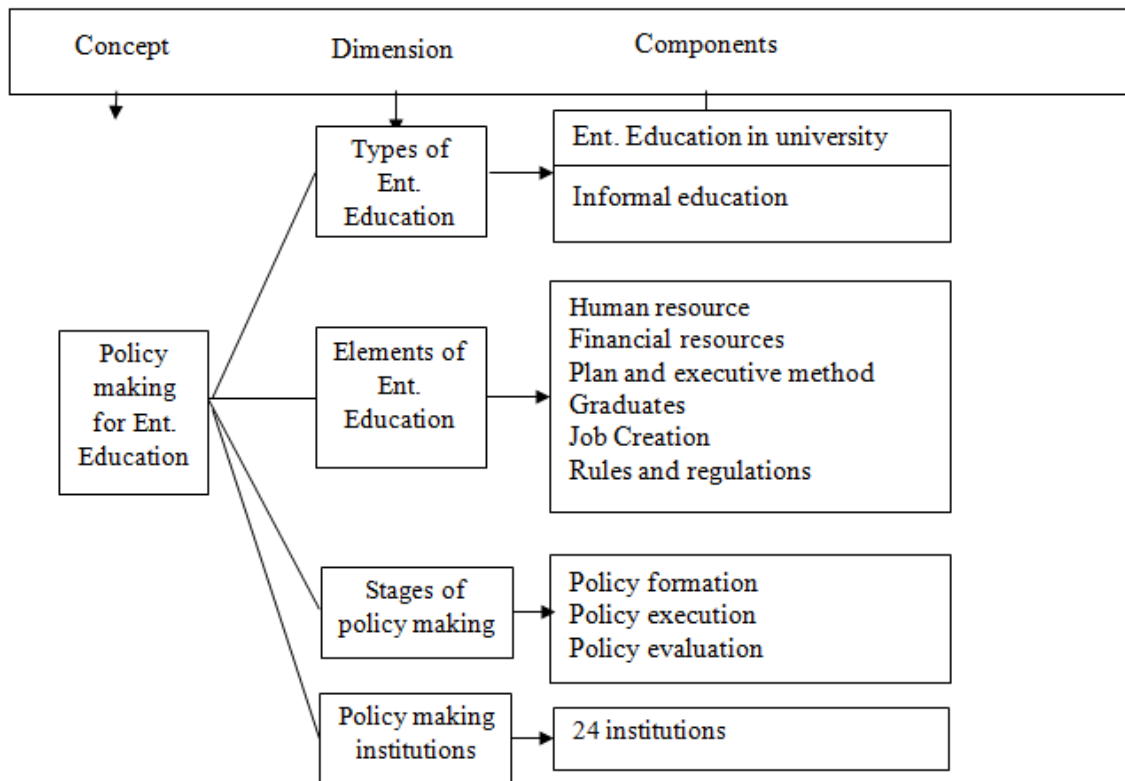 Concept
Dimension
Components
Types of
Ent.
Education
Ent. Education in university
Informal education
Policy
making
for Ent.
Education
Elements of
Ent.
Education
Human resource
Financial resources
Plan and executive method
Graduates
Job Creation
Rules and regulations
Stages of
policy making
Policy formation
Policy execution
Policy evaluation
Policy making
institutions
24 institutions